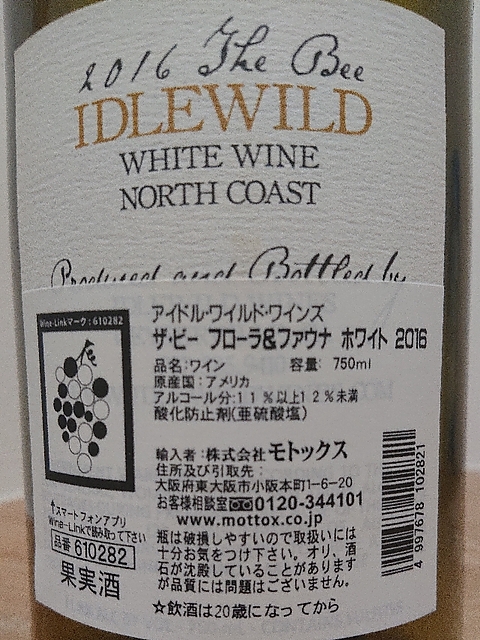 2016 The Bee
IDLEWILD
WHITE WINE
NORTH COAST
Produced and Bottled by
Wine-Linkマーク:610282
アイドル・ワイルド・ワインズ
ザ・ビー フローラ&ファウナ ホワイト 2016
品名:ワイン 容量: 750ml
原産国:アメリカ
アルコール分:11%以上12%未満
酸化防止剤(亜硫酸塩)
輸入者:株式会社モトックス
住所及び引取先:
大阪府東大阪市小阪本町1-6-20
お客様相談室 0120-344101
www.mottox.co.jp
瓶は破損しやすいので取扱いには
十分お気をつけ下さい。オリ、酒
石が沈殿していることがあります
が品質には問題はございません。
☆飲酒は20歳になってから
↑スマートフォンアプリ
Wine-Linkで読み取って下さい
品番 610282
果実酒
4 997678 102821